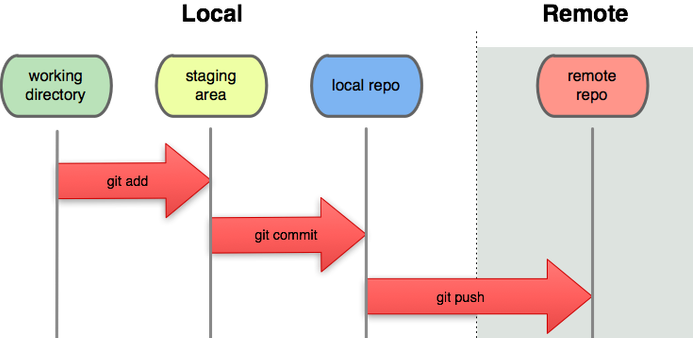 Local
Remote
working
directory
staging
area
local repo
remote
repo
git add
git commit
git push